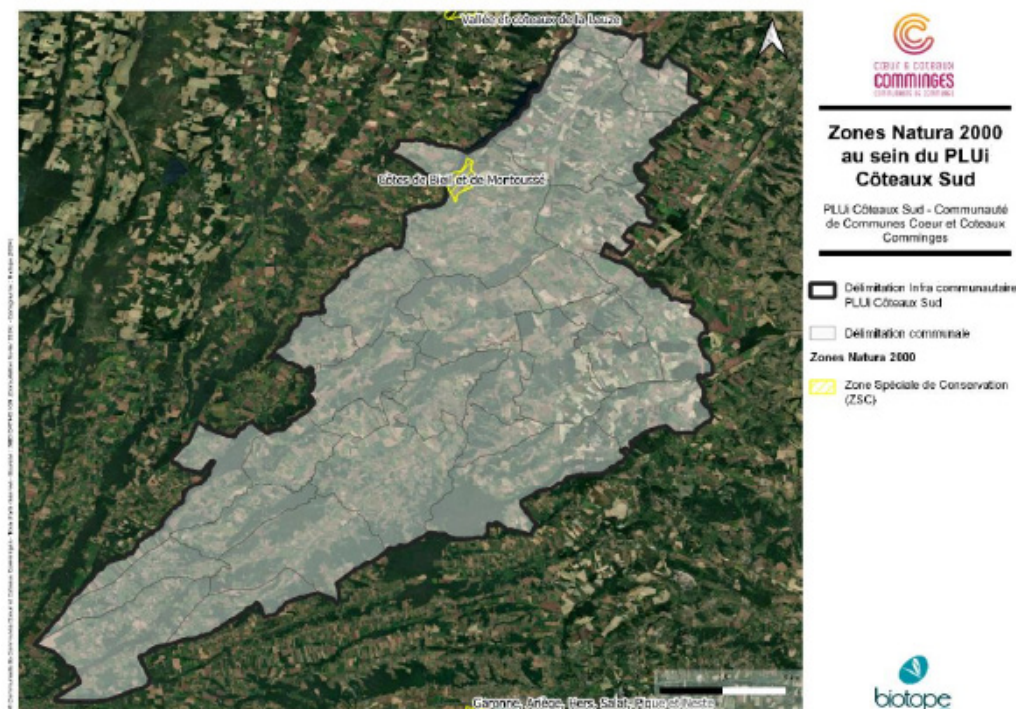 Vallée et coteaux de la Lauze
Côtes de Bieil et de Montoussé
Garonne, Ariège, Hers, Salat, Pique et Neste
CŒUR & COTEAUX
COMMINGES
Zones Natura 2000
au sein du PLUi
Côteaux Sud
PLUi Côteaux Sud - Communauté
de Communes Coeur et Coteaux
Comminges
Délimitation Infra communautaire
PLUi Côteaux Sud
Délimitation communale
Zones Natura 2000
Zone Spéciale de Conservation
(ZSC)
biotope